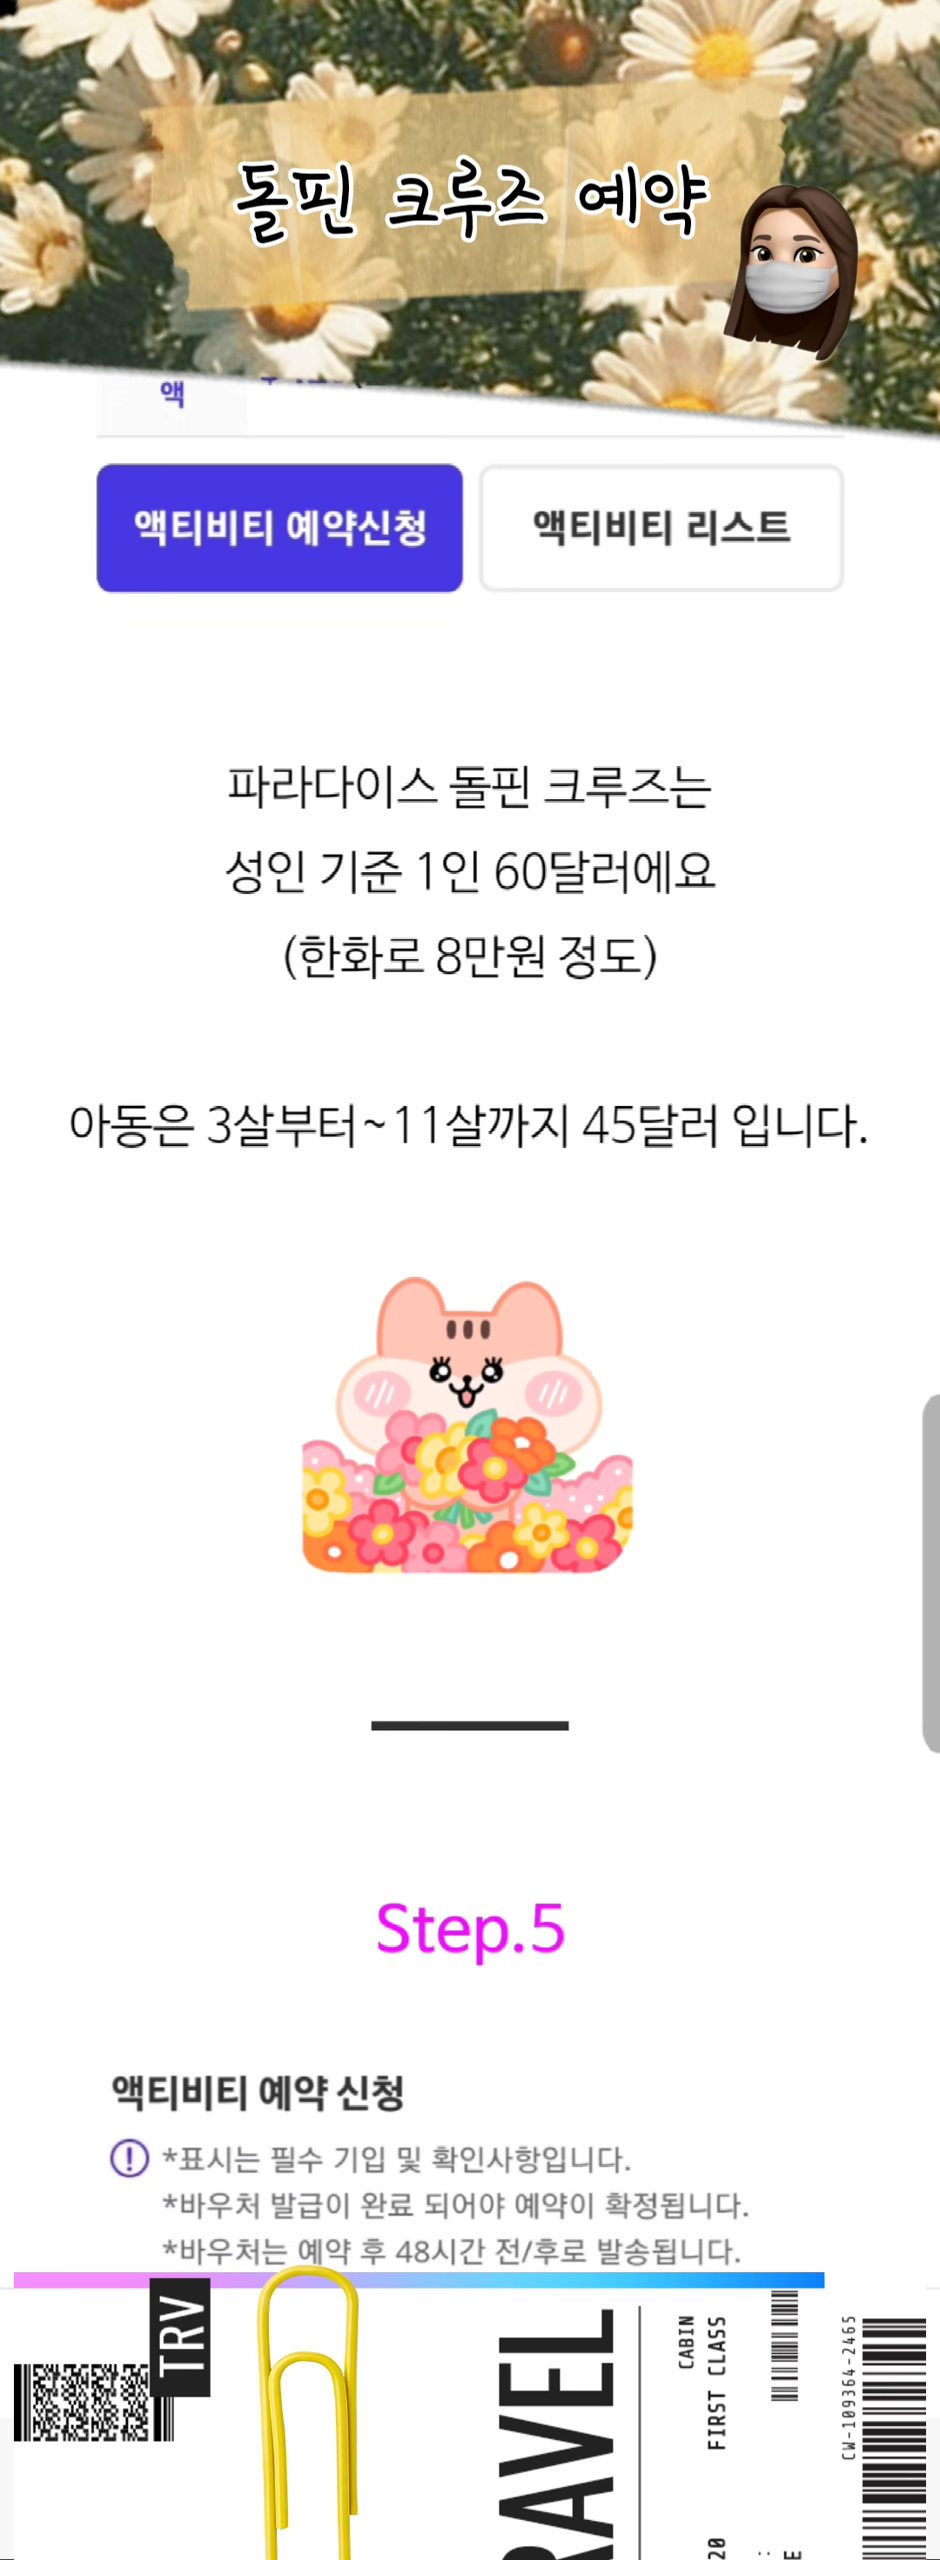 돌핀 크루즈 예약
액
액티비티 예약신청
액티비티 리스트
파라다이스 돌핀 크루즈는
성인 기준 1인 60달러에요
(한화로 8만원 정도)
아동은 3살부터~11살까지 45달러 입니다.
Step.5
액티비티 예약 신청
*표시는 필수 기입 및 확인사항입니다.
*바우처 발급이 완료 되어야 예약이 확정됩니다.
*바우처는 예약 후 48시간 전/후로 발송됩니다.
TRV
RAVEL
CABIN
FIRST CLASS
20
E
CW-109364-2465